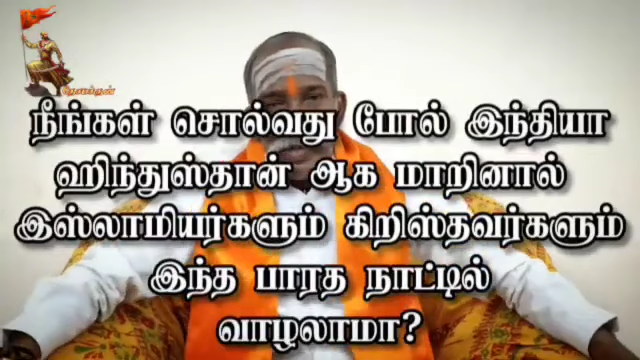 நீங்கள் சொல்வது போல் இந்தியா
ஹிந்துஸ்தான் ஆக மாறினால்
இஸ்லாமியர்களும் கிறிஸ்தவர்களும்
இந்த பாரத நாட்டில்
வாழலாமா?